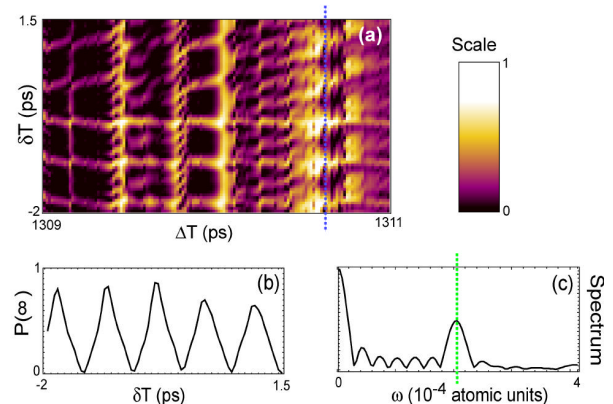 1.5
(a)
δT (ps)
-2
1309
ΔT (ps)
1311
Scale
1
0
1
(b)
P(∞)
0
-2
δT (ps)
1.5
(c)
Spectrum
0
ω (10⁻⁴ atomic units)
4